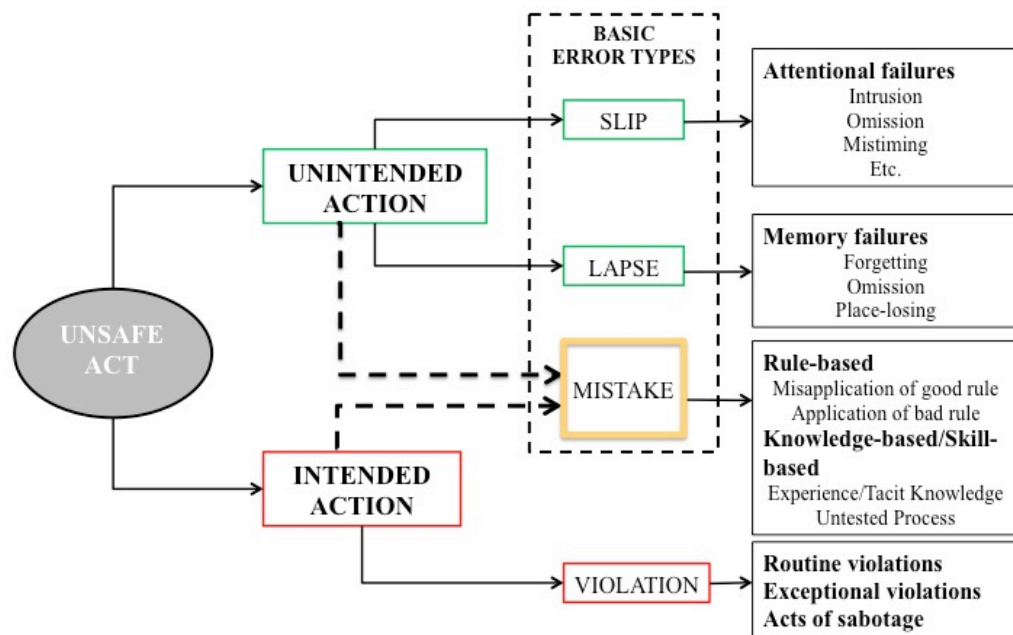 BASIC
ERROR TYPES
UNSAFE
ACT
UNINTENDED
ACTION
SLIP
Attentional failures
Intrusion
Omission
Mistiming
Etc.
LAPSE
Memory failures
Forgetting
Omission
Place-losing
MISTAKE
Rule-based
Misapplication of good rule
Application of bad rule
Knowledge-based/Skill-
based
Experience/Tacit Knowledge
Untested Process
INTENDED
ACTION
VIOLATION
Routine violations
Exceptional violations
Acts of sabotage